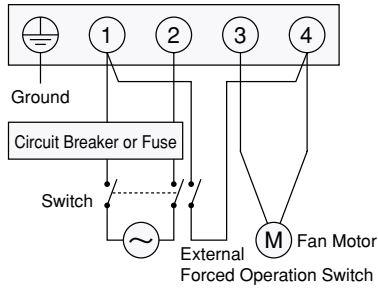 1 2 3 4
Ground
Circuit Breaker or Fuse
Switch
M Fan Motor
External
Forced Operation Switch